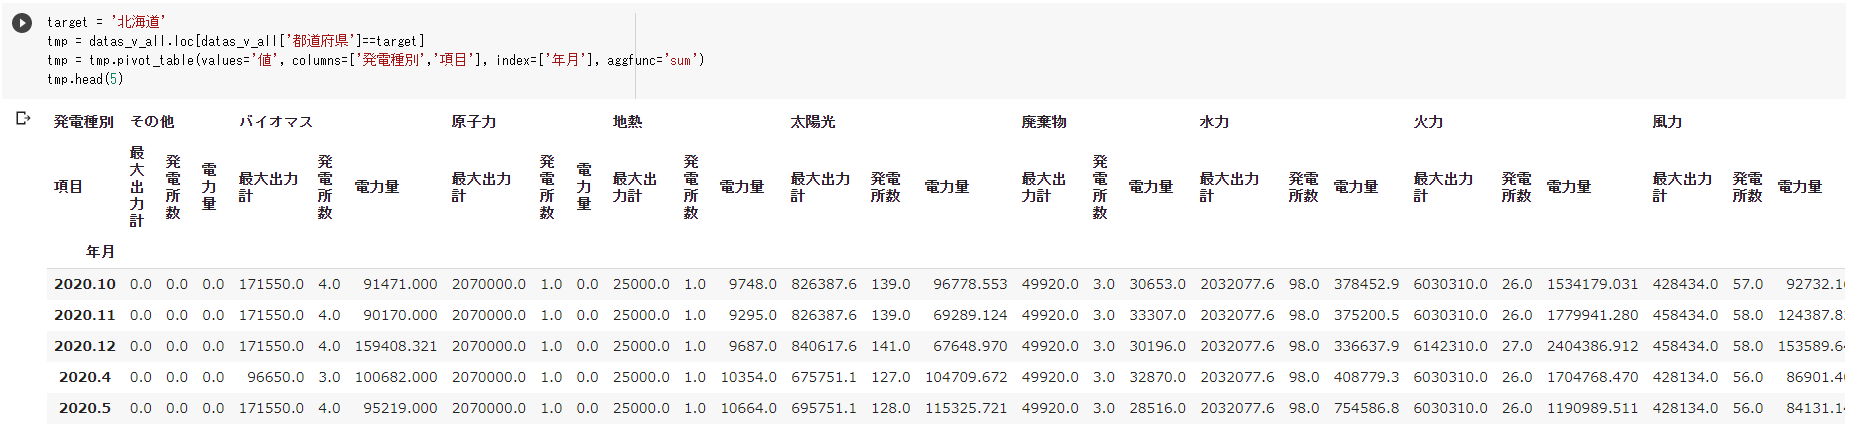 target = '北海道'
tmp = datas_v_all.loc[datas_v_all['都道府県']==target]
tmp = tmp.pivot_table(values='値', columns=['発電種別','項目'], index=['年月'], aggfunc='sum')
tmp.head(5)
発電種別 その他 バイオマス 原子力 地熱 太陽光 廃棄物 水力 火力 風力
項目 最大出力計 発電所数 電力量 最大出力計 発電所数 電力量 最大出力計 発電所数 電力量 最大出力計 発電所数 電力量 最大出力計 発電所数 電力量 最大出力計 発電所数 電力量 最大出力計 発電所数 電力量 最大出力計 発電所数 電力量 最大出力計 発電所数 電力量
年月
2020.10 0.0 0.0 0.0 171550.0 4.0 91471.000 2070000.0 1.0 0.0 25000.0 1.0 9748.0 826387.6 139.0 96778.553 49920.0 3.0 30653.0 2032077.6 98.0 378452.9 6030310.0 26.0 1534179.031 428434.0 57.0 92732.1
2020.11 0.0 0.0 0.0 171550.0 4.0 90170.000 2070000.0 1.0 0.0 25000.0 1.0 9295.0 826387.6 139.0 69289.124 49920.0 3.0 33307.0 2032077.6 98.0 375200.5 6030310.0 26.0 1779941.280 458434.0 58.0 124387.8
2020.12 0.0 0.0 0.0 171550.0 4.0 159408.321 2070000.0 1.0 0.0 25000.0 1.0 9687.0 840617.6 141.0 67648.970 49920.0 3.0 30196.0 2032077.6 98.0 336637.9 6142310.0 27.0 2404386.912 458434.0 58.0 153589.6
2020.4 0.0 0.0 0.0 96650.0 3.0 100682.000 2070000.0 1.0 0.0 25000.0 1.0 10354.0 675751.1 127.0 104709.672 49920.0 3.0 32870.0 2032077.6 98.0 408779.3 6030310.0 26.0 1704768.470 428134.0 56.0 86901.4
2020.5 0.0 0.0 0.0 171550.0 4.0 95219.000 2070000.0 1.0 0.0 25000.0 1.0 10664.0 695751.1 128.0 115325.721 49920.0 3.0 28516.0 2032077.6 98.0 754586.8 6030310.0 26.0 1190989.511 428134.0 56.0 84131.1